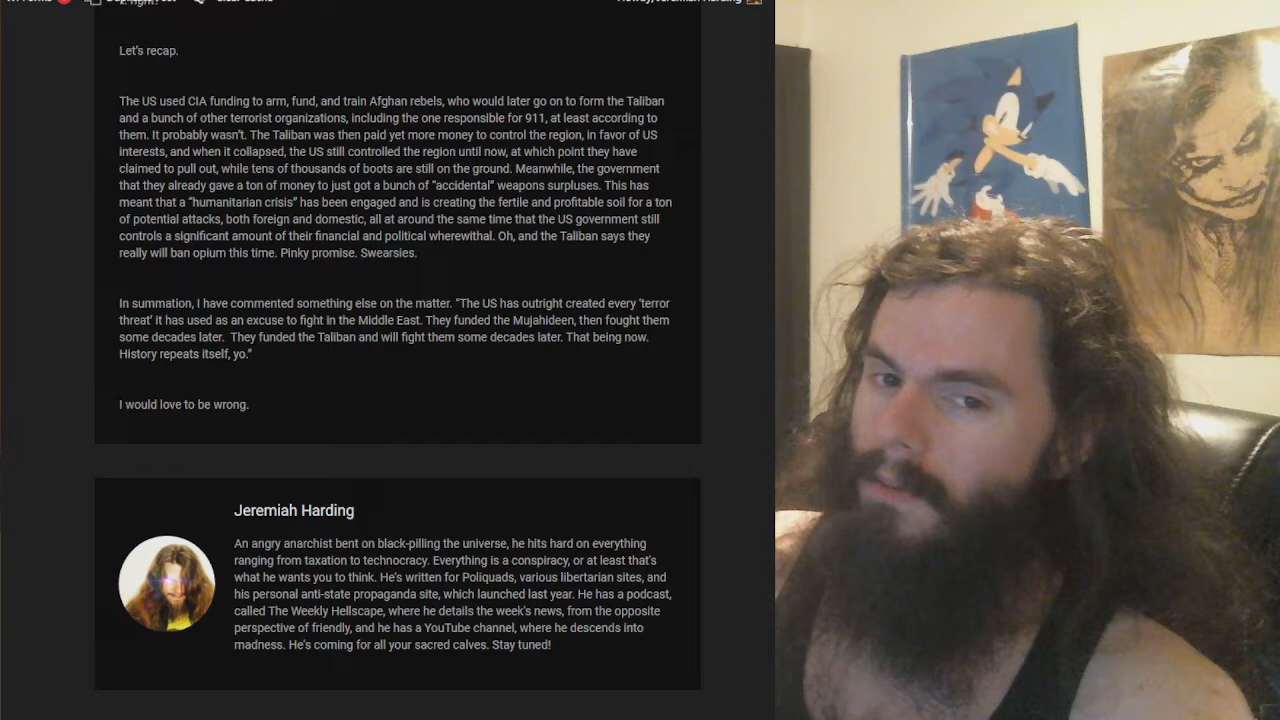 Howdy, Jeremiah Harding
Let's recap.
The US used CIA funding to arm, fund, and train Afghan rebels, who would later go on to form the Taliban
and a bunch of other terrorist organizations, including the one responsible for 911, at least according to
them. It probably wasn't. The Taliban was then paid yet more money to control the region, in favor of US
interests, and when it collapsed, the US still controlled the region until now, at which point they have
claimed to pull out, while tens of thousands of boots are still on the ground. Meanwhile, the government
that they already gave a ton of money to just got a bunch of “accidental” weapons surpluses. This has
meant that a “humanitarian crisis” has been engaged and is creating the fertile and profitable soil for a ton
of potential attacks, both foreign and domestic, all at around the same time that the US government still
controls a significant amount of their financial and political wherewithal. Oh, and the Taliban says they
really will ban opium this time. Pinky promise. Swearsies.
In summation, I have commented something else on the matter. “The US has outright created every ‘terror
threat’ it has used as an excuse to fight in the Middle East. They funded the Mujahideen, then fought them
some decades later.  They funded the Taliban and will fight them some decades later. That being now.
History repeats itself, yo.”
I would love to be wrong.
Jeremiah Harding
An angry anarchist bent on black-pilling the universe, he hits hard on everything
ranging from taxation to technocracy. Everything is a conspiracy, or at least that's
what he wants you to think. He's written for Poliquads, various libertarian sites, and
his personal anti-state propaganda site, which launched last year. He has a podcast,
called The Weekly Hellscape, where he details the week's news, from the opposite
perspective of friendly, and he has a YouTube channel, where he descends into
madness. He's coming for all your sacred calves. Stay tuned!